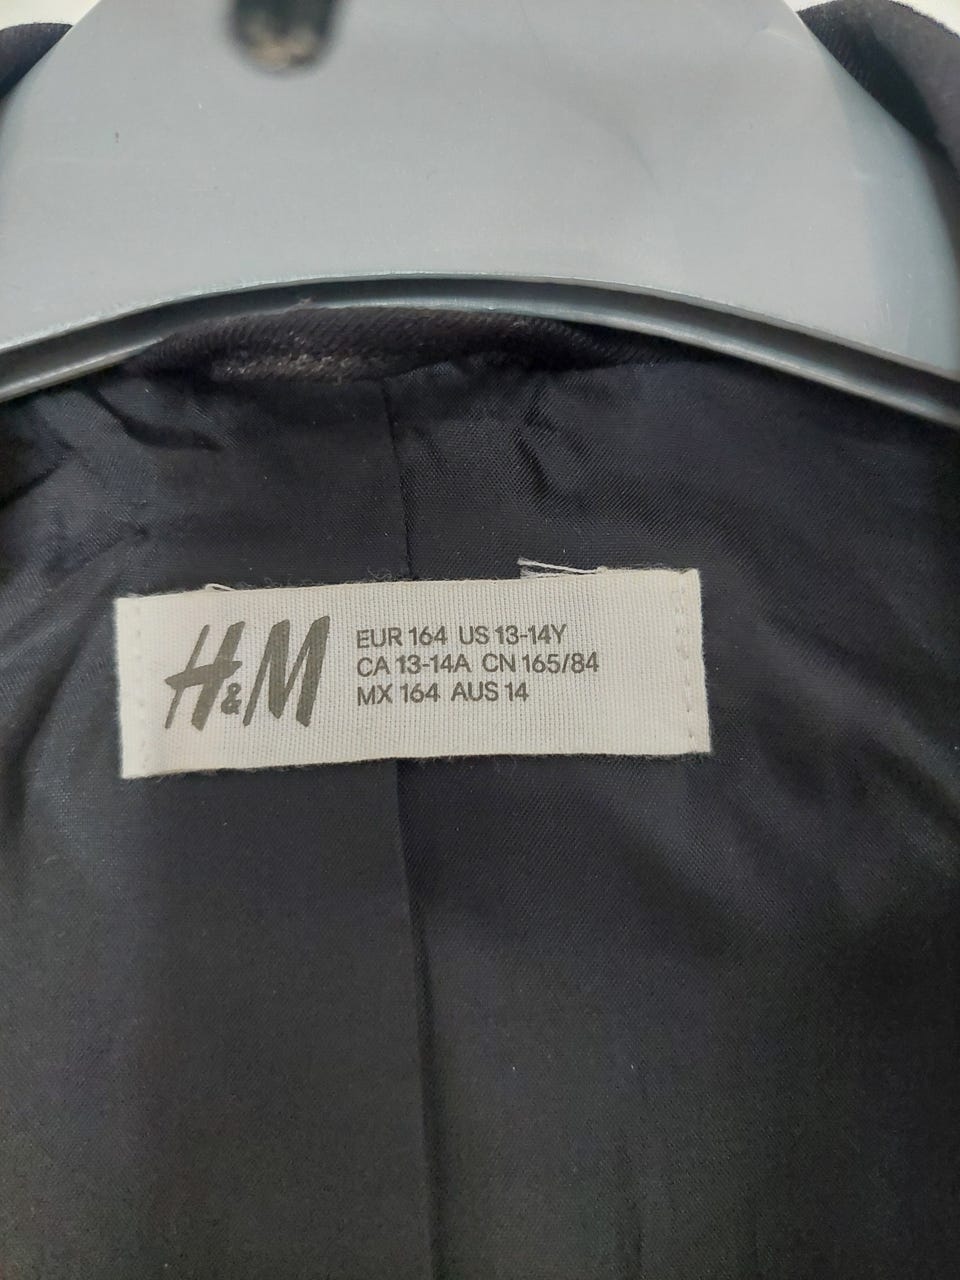 H&M
EUR 164 US 13-14Y
CA 13-14A CN 165/84
MX 164 AUS 14